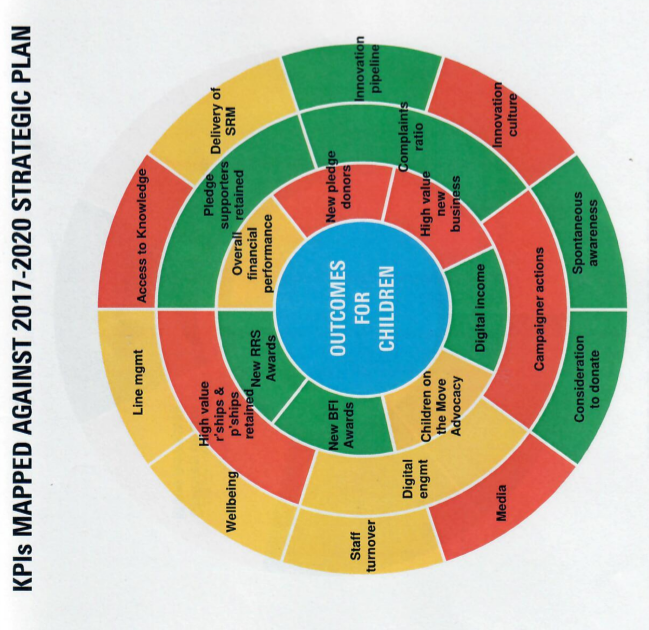 KPIs MAPPED AGAINST 2017-2020 STRATEGIC PLAN
Line mgmt
Access to Knowledge
Wellbeing
High value
r'ships &
p'ships
retained
Pledge
supporters
retained
Delivery of
SRM
New RRS
Awards
Overall
financial
performance
Staff
turnover
New BFI
Awards
OUTCOMES
FOR
CHILDREN
New pledge
donors
Innovation
pipeline
Digital
engmt
Children on
the Move
Advocacy
High value
new
business
Complaints
ratio
Digital income
Media
Campaigner actions
Innovation
culture
Consideration
to donate
Spontaneous
awareness